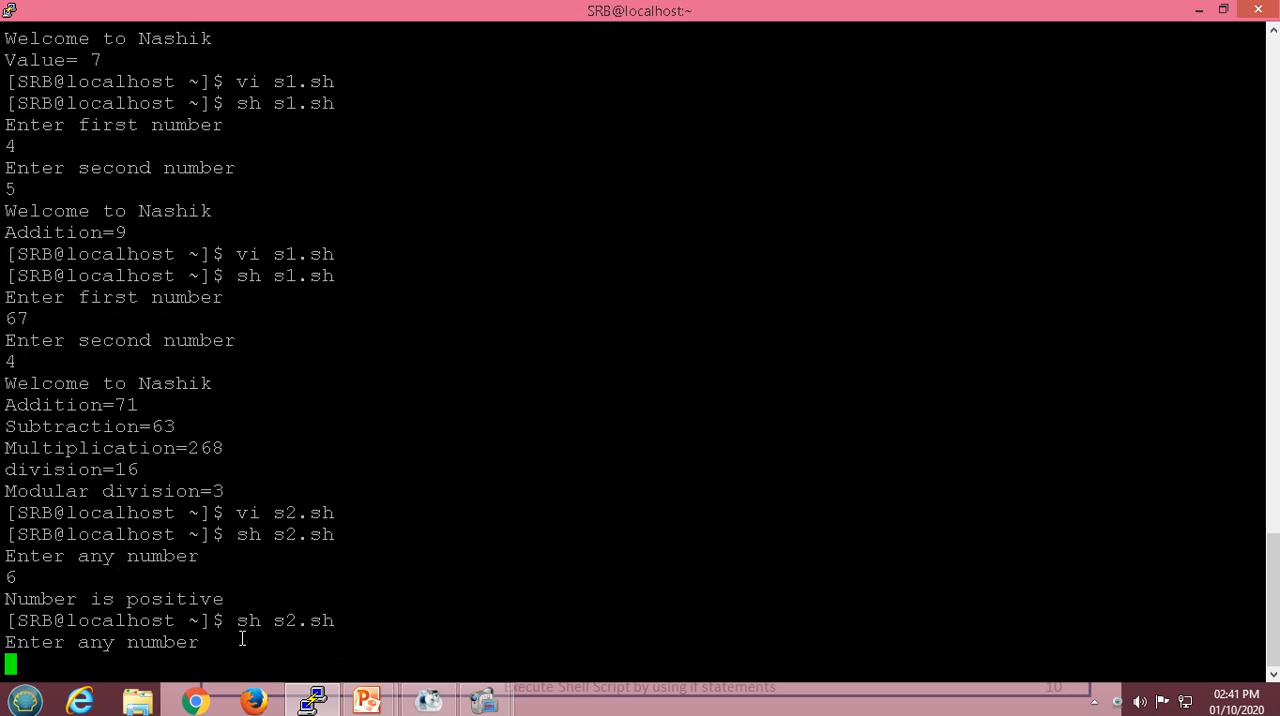 SRB@localhost:~
Welcome to Nashik
Value= 7
[SRB@localhost ~]$ vi s1.sh
[SRB@localhost ~]$ sh s1.sh
Enter first number
4
Enter second number
5
Welcome to Nashik
Addition=9
[SRB@localhost ~]$ vi s1.sh
[SRB@localhost ~]$ sh s1.sh
Enter first number
67
Enter second number
4
Welcome to Nashik
Addition=71
Subtraction=63
Multiplication=268
division=16
Modular division=3
[SRB@localhost ~]$ vi s2.sh
[SRB@localhost ~]$ sh s2.sh
Enter any number
6
Number is positive
[SRB@localhost ~]$ sh s2.sh
Enter any number
Execute Shell Script by using if statements 10
02:41 PM
01/10/2020